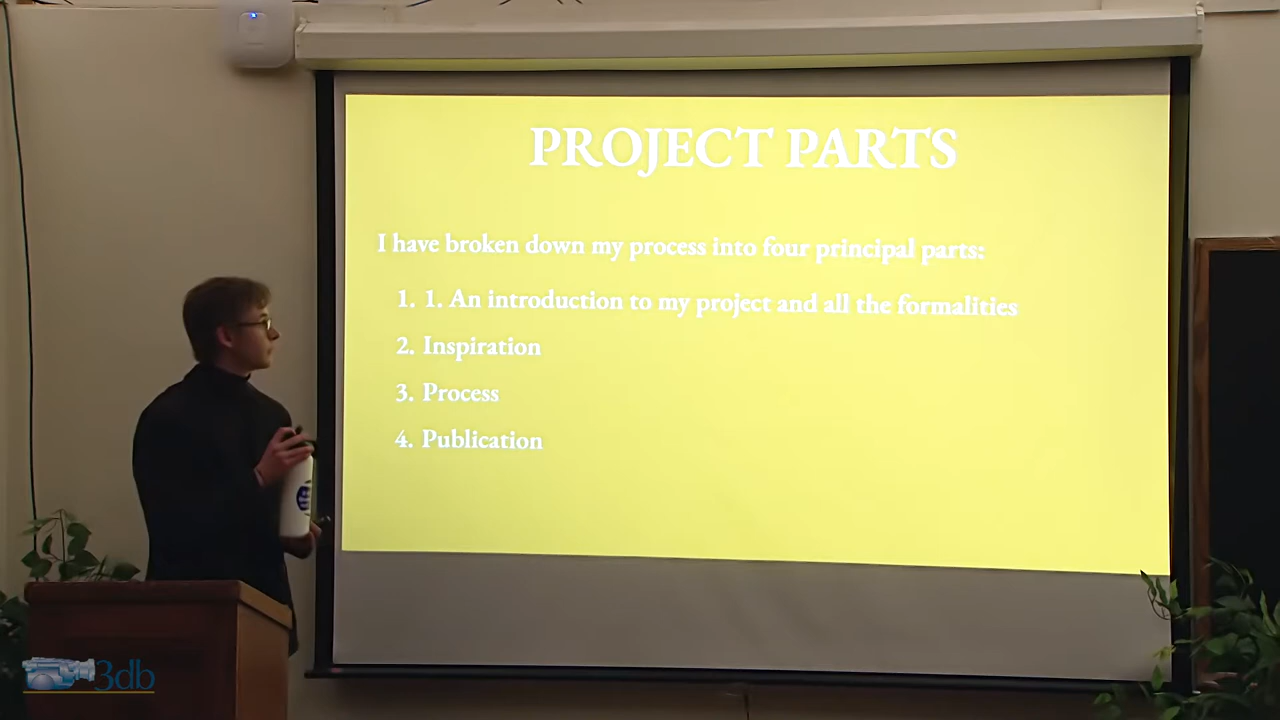 PROJECT PARTS
I have broken down my process into four principal parts:
1. 1. An introduction to my project and all the formalities
2. Inspiration
3. Process
4. Publication
3db